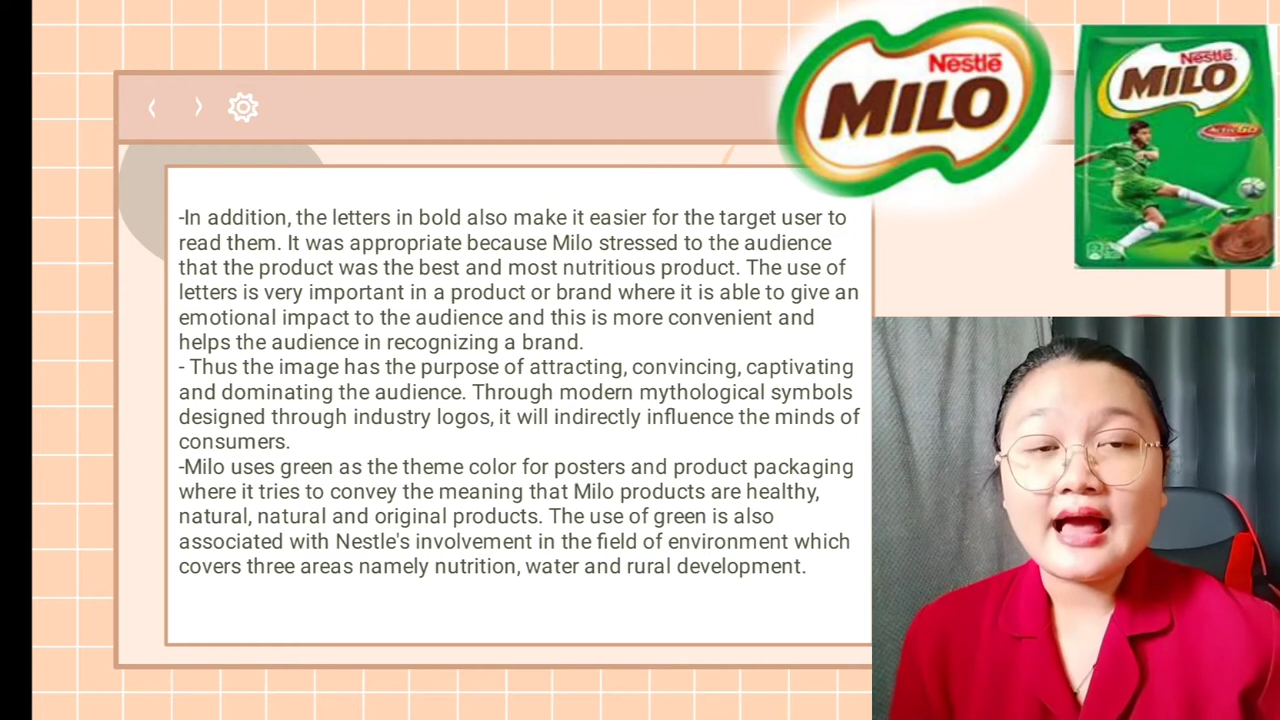 Nestlé
MILO
Nestlé
MILO
ACTIV-GO
-In addition, the letters in bold also make it easier for the target user to
read them. It was appropriate because Milo stressed to the audience
that the product was the best and most nutritious product. The use of
letters is very important in a product or brand where it is able to give an
emotional impact to the audience and this is more convenient and
helps the audience in recognizing a brand.
- Thus the image has the purpose of attracting, convincing, captivating
and dominating the audience. Through modern mythological symbols
designed through industry logos, it will indirectly influence the minds of
consumers.
-Milo uses green as the theme color for posters and product packaging
where it tries to convey the meaning that Milo products are healthy,
natural, natural and original products. The use of green is also
associated with Nestle's involvement in the field of environment which
covers three areas namely nutrition, water and rural development.